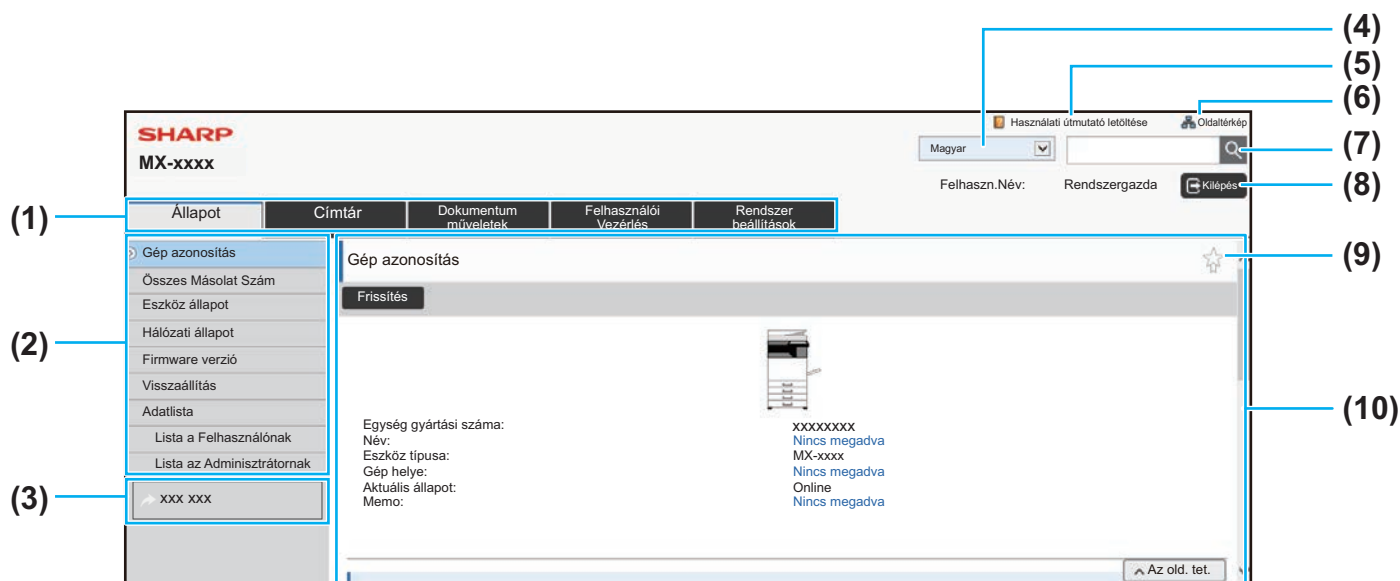 (4)
(5)
(6)
Használati útmutató letöltése Oldaltérkép
SHARP
MX-xxxx
Magyar
(7)
Felhaszn.Név: Rendszergazda Kilépés
(8)
(1)
Állapot Címtár Dokumentum műveletek Felhasználói Vezérlés Rendszer beállítások
(2)
Gép azonosítás
Összes Másolat Szám
Eszköz állapot
Hálózati állapot
Firmware verzió
Visszaállítás
Adatlista
Lista a Felhasználónak
Lista az Adminisztrátornak
(3)
xxx xxx
Gép azonosítás
(9)
Frissítés
(10)
Egység gyártási száma: xxxxxxxx
Név: Nincs megadva
Eszköz típusa: MX-xxxx
Gép helye: Nincs megadva
Aktuális állapot: Online
Memo: Nincs megadva
Az old. tet.